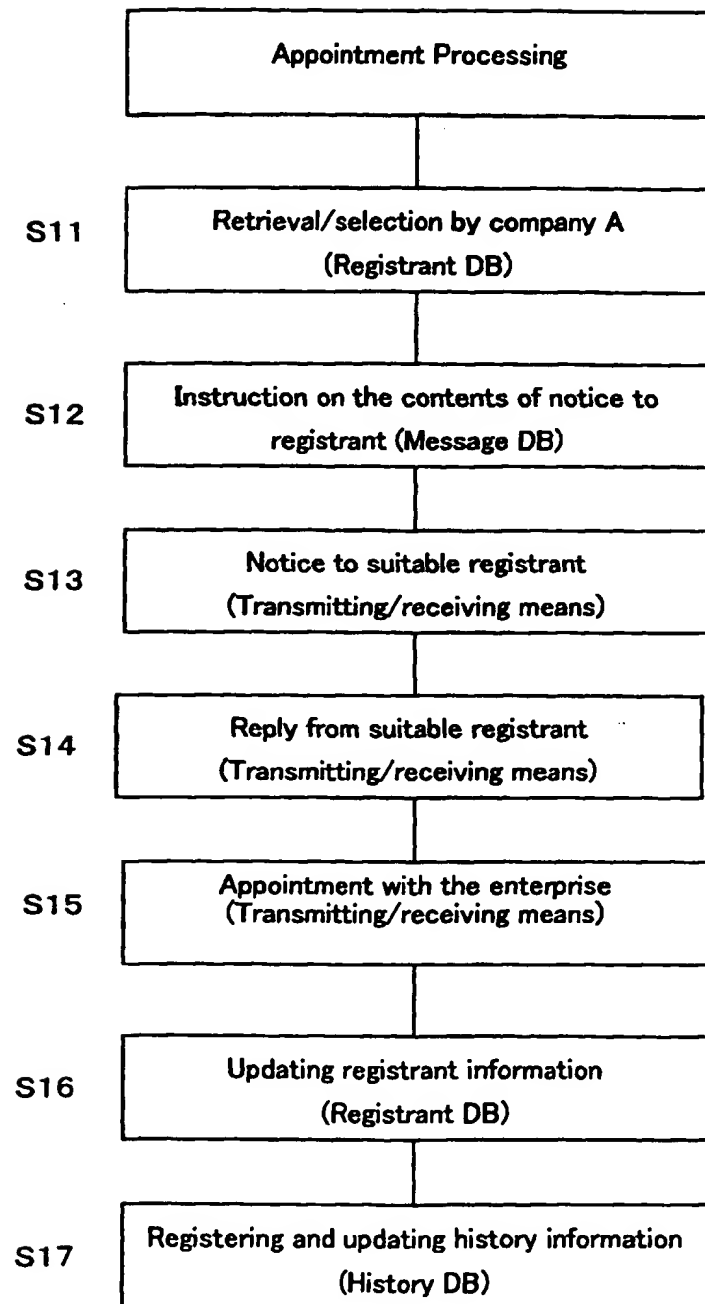 Appointment Processing
S11
Retrieval/selection by company A
(Registrant DB)
S12
Instruction on the contents of notice to
registrant (Message DB)
S13
Notice to suitable registrant
(Transmitting/receiving means)
S14
Reply from suitable registrant
(Transmitting/receiving means)
S15
Appointment with the enterprise
(Transmitting/receiving means)
S16
Updating registrant information
(Registrant DB)
S17
Registering and updating history information
(History DB)